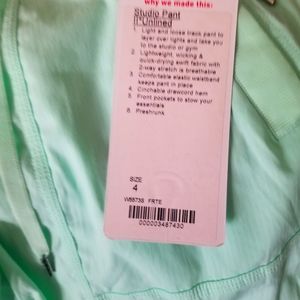 why we made this:
Studio Pant
II*Unlined
1. Light and loose track pant to
layer over tights and take you
to the studio or gym
2. Lightweight, wicking &
quick-drying swift fabric with
2-way stretch is breathable
3. Comfortable elastic waistband
keeps pant in place
4. Cinchable drawcord hem
5. Front pockets to stow your
essentials
6. Preshrunk
SIZE
4
W5573S FRTE
000003487430